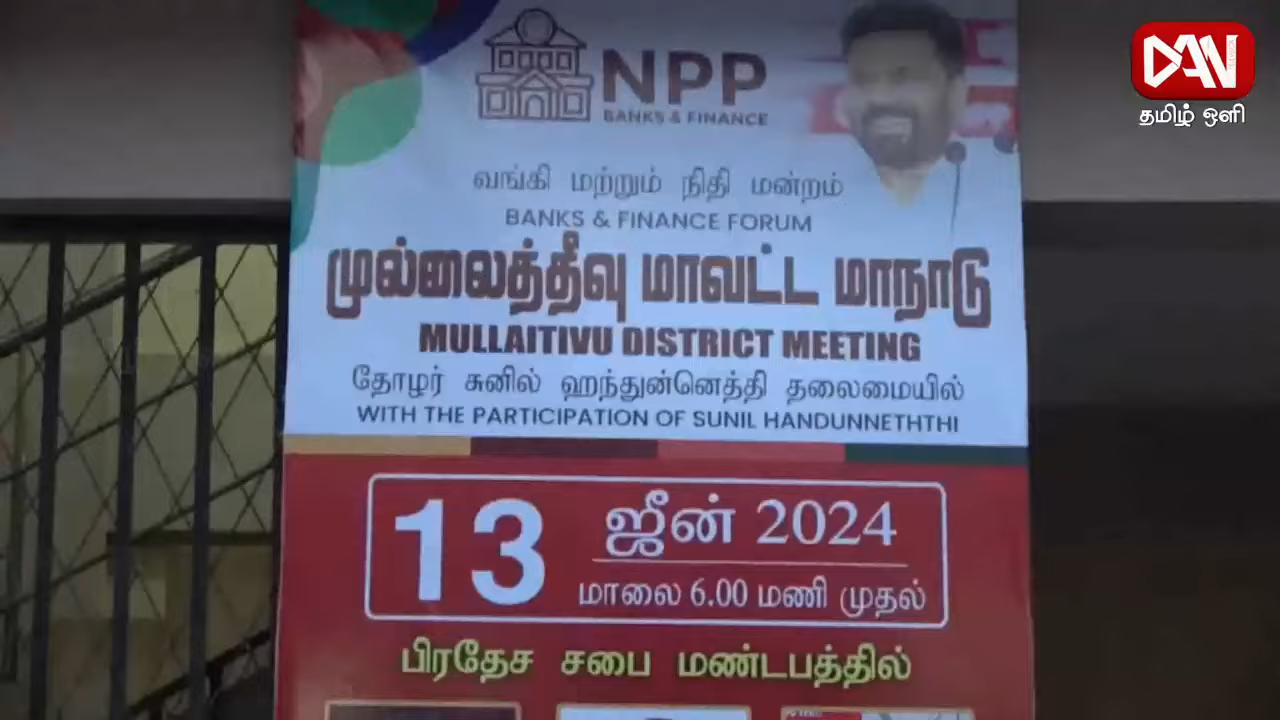 NPP
BANKS & FINANCE
DAN
தமிழ் ஒளி
வங்கி மற்றும் நிதி மன்றம்
BANKS & FINANCE FORUM
முல்லைத்தீவு மாவட்ட மாநாடு
MULLAITIVU DISTRICT MEETING
தோழர் சுனில் ஹந்துன்னெத்தி தலைமையில்
WITH THE PARTICIPATION OF SUNIL HANDUNNETHTHI
13 ஜீன் 2024
மாலை 6.00 மணி முதல்
பிரதேச சபை மண்டபத்தில்